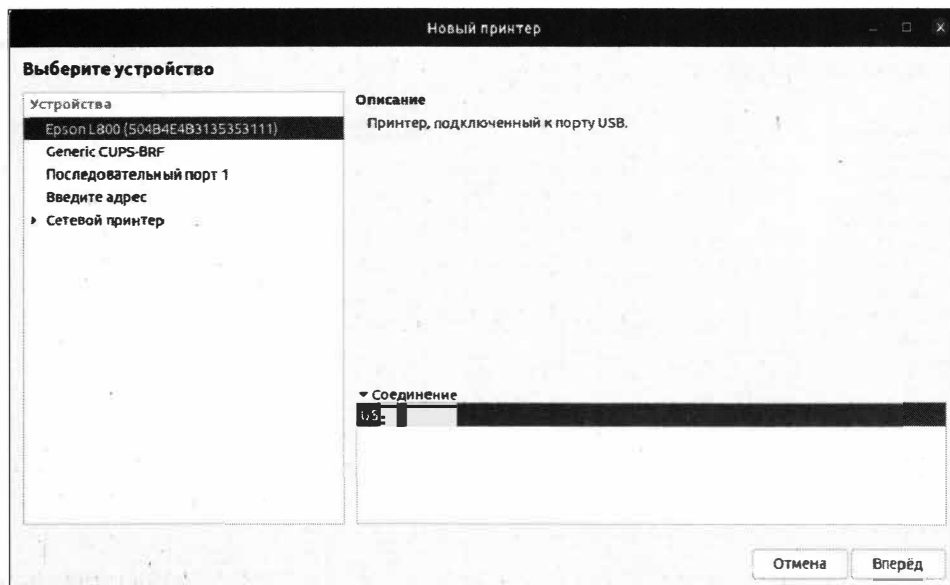 Новый принтер
Выберите устройство
Устройства
Epson L800 (504B4E4B3135353111)
Generic CUPS-BRF
Последовательный порт 1
Введите адрес
Сетевой принтер
Описание
Принтер, подключенный к порту USB.
Соединение
Отмена
Вперёд